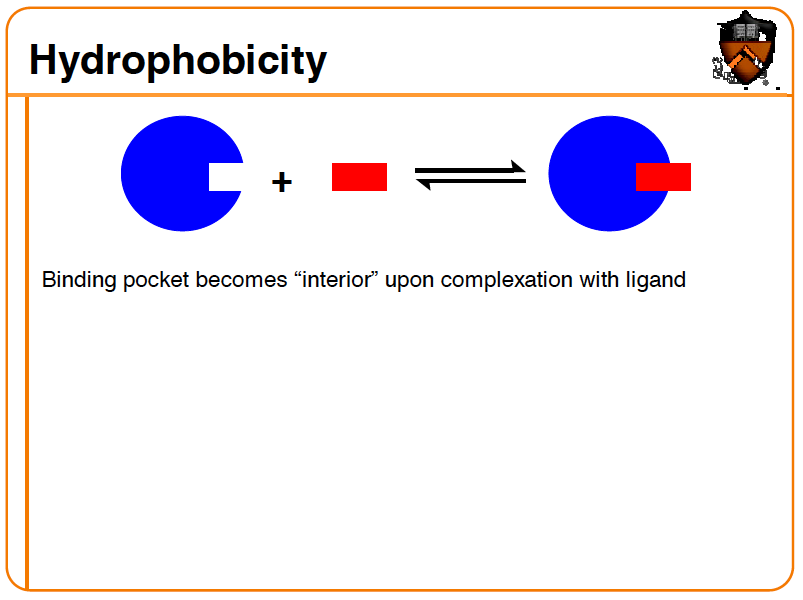 Hydrophobicity
+
Binding pocket becomes “interior” upon complexation with ligand